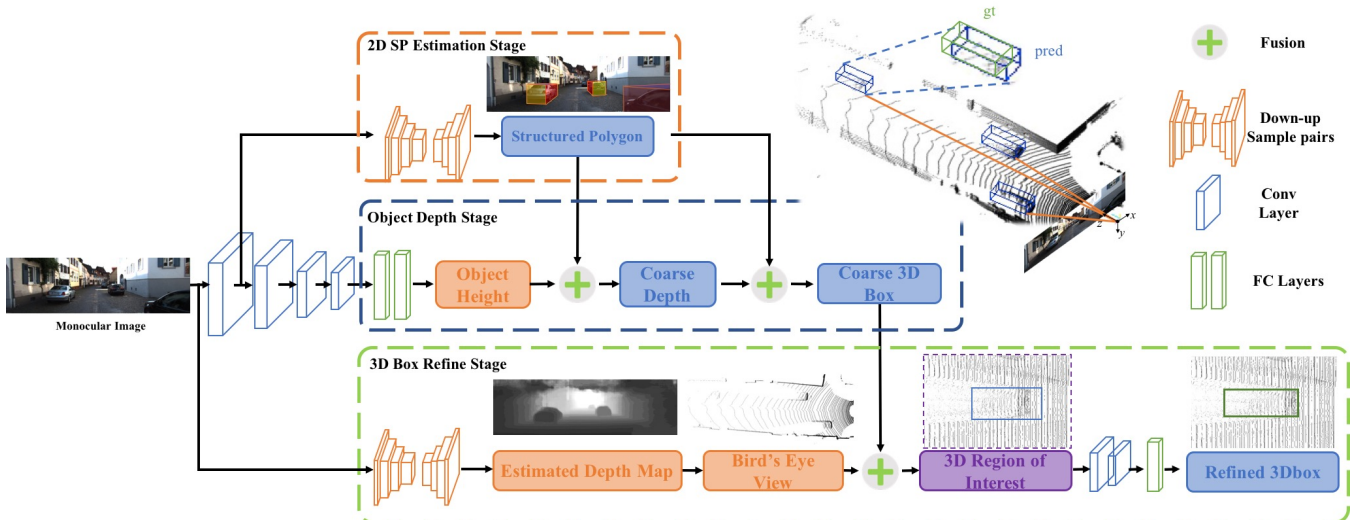 2D SP Estimation Stage
Structured Polygon
gt
pred
z
x
y
Fusion
Down-up
Sample pairs
Conv
Layer
FC Layers
Object Depth Stage
Monocular Image
Object
Height
Coarse
Depth
Coarse 3D
Box
3D Box Refine Stage
Estimated Depth Map
Bird's Eye
View
3D Region of
Interest
Refined 3Dbox